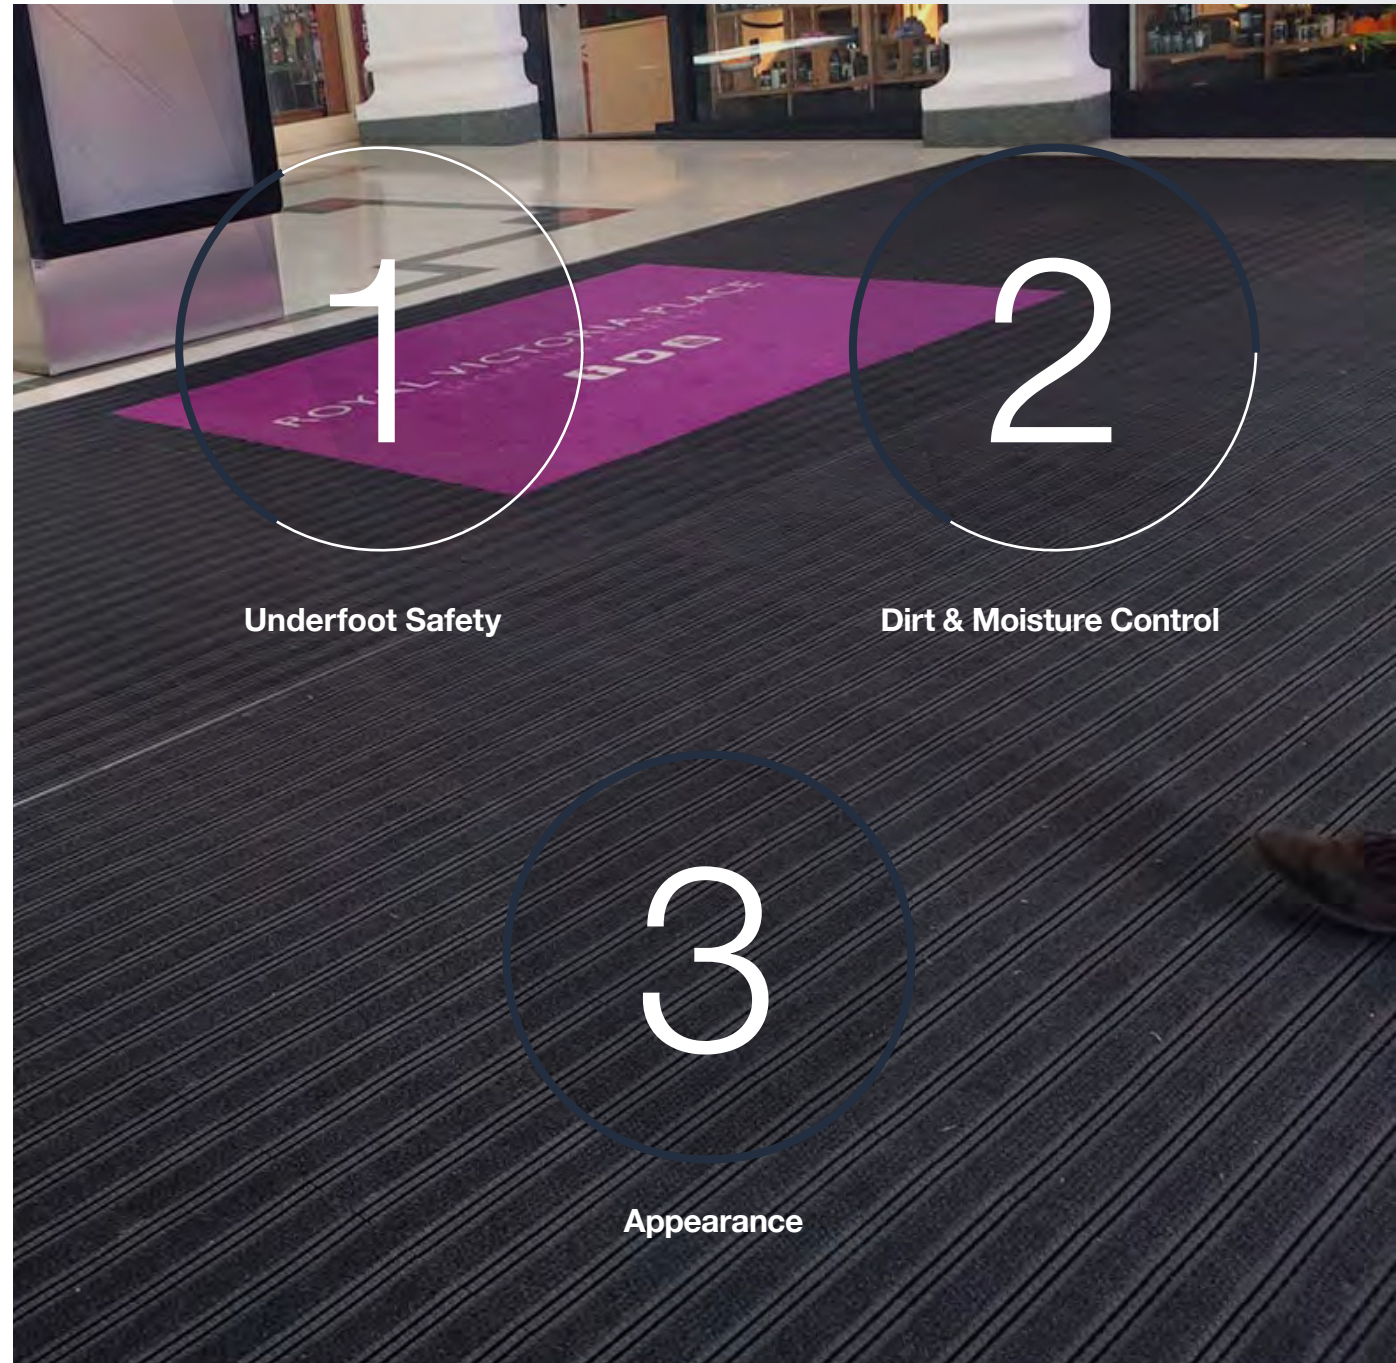 ROYAL VICTORIA PLACE
1
2
Underfoot Safety
Dirt & Moisture Control
3
Appearance